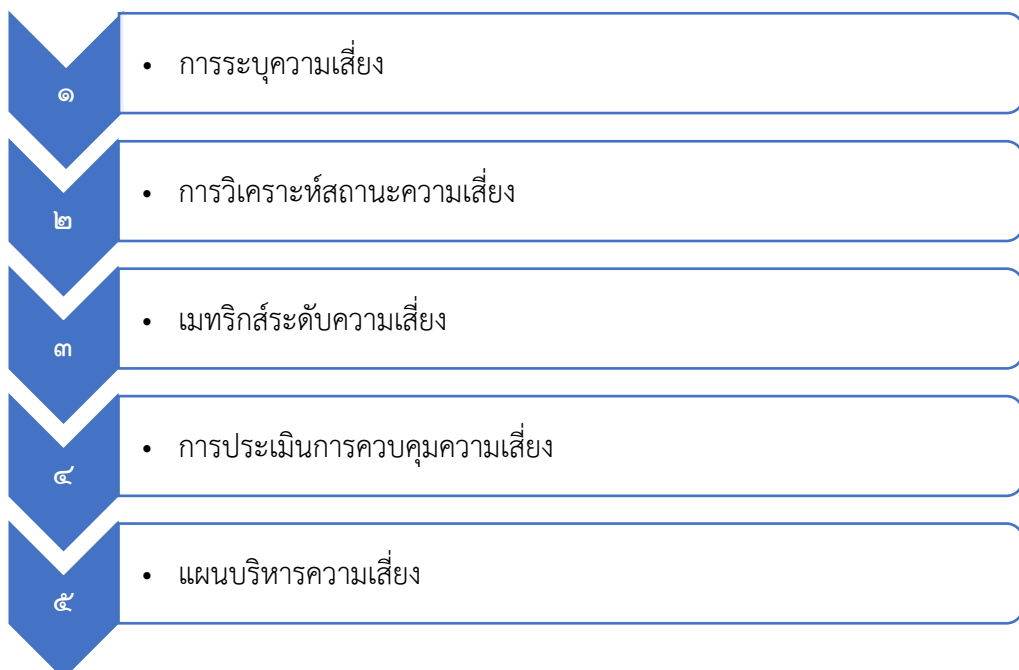 ๑
• การระบุความเสี่ยง
๒
• การวิเคราะห์สถานะความเสี่ยง
๓
• เมทริกส์ระดับความเสี่ยง
๔
• การประเมินการควบคุมความเสี่ยง
๕
• แผนบริหารความเสี่ยง